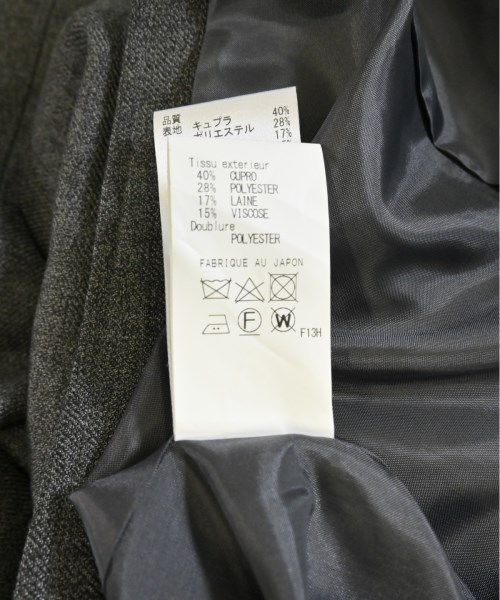 品質
表地 キュプラ 40%
ポリエステル 28%
17%
Tissu exterieur
40% CUPRO
28% POLYESTER
17% LAINE
15% VISCOSE
Doublure
POLYESTER
FABRIQUE AU JAPON
F W F13H